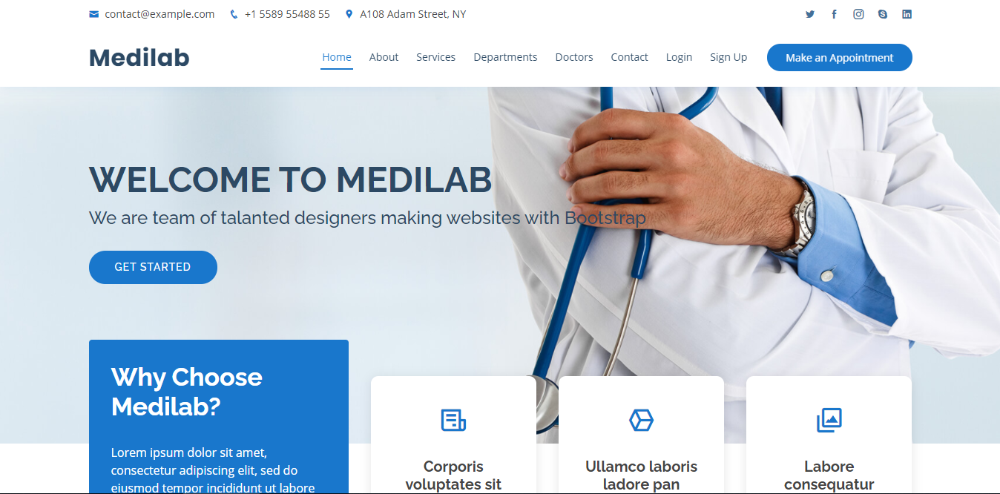 contact@example.com +1 5589 55488 55 A108 Adam Street, NY
Medilab
Home About Services Departments Doctors Contact Login Sign Up Make an Appointment
WELCOME TO MEDILAB
We are team of talanted designers making websites with Bootstrap
GET STARTED
Why Choose
Medilab?
Lorem ipsum dolor sit amet,
consectetur adipiscing elit, sed do
eiusmod tempor incididunt ut labore
Corporis
voluptates sit
Ullamco laboris
ladore pan
Labore
consequatur